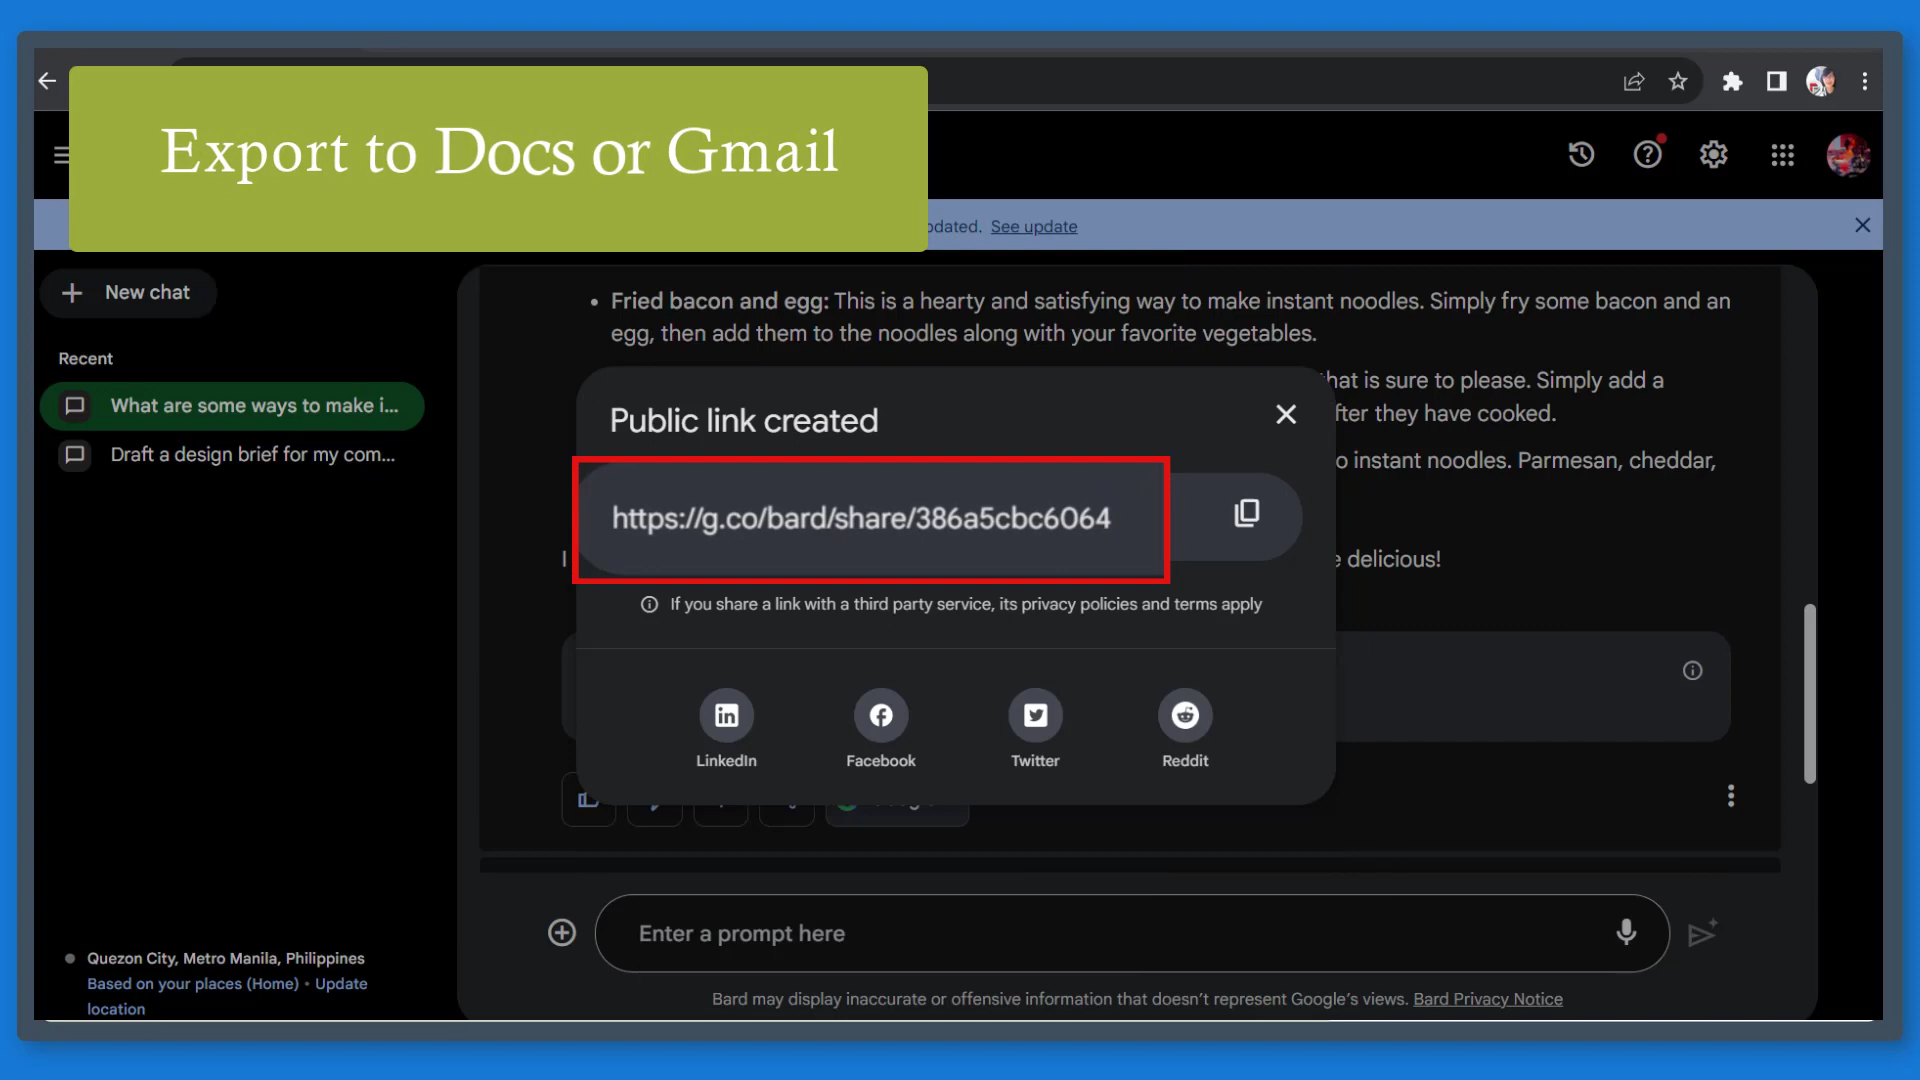 Export to Docs or Gmail
See update
New chat
Recent
What are some ways to make i...
Draft a design brief for my com...
• Fried bacon and egg: This is a hearty and satisfying way to make instant noodles. Simply fry some bacon and an
egg, then add them to the noodles along with your favorite vegetables.
that is sure to please. Simply add a
they have cooked.
instant noodles. Parmesan, cheddar,
I
delicious!
Public link created
https://g.co/bard/share/386a5cbc6064
If you share a link with a third party service, its privacy policies and terms apply
LinkedIn
Facebook
Twitter
Reddit
Enter a prompt here
Quezon City, Metro Manila, Philippines
Based on your places (Home) • Update
location
Bard may display inaccurate or offensive information that doesn't represent Google's views. Bard Privacy Notice